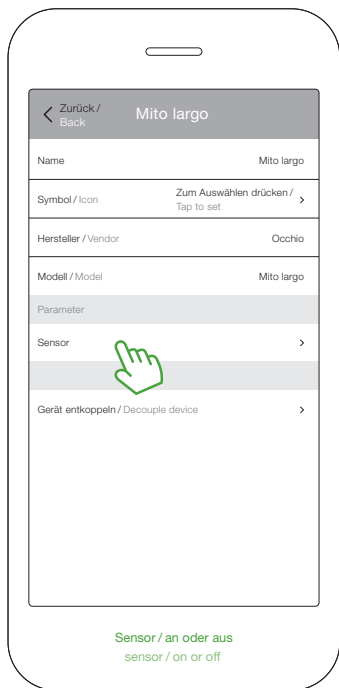 Zurück /
Back
Mito largo
Name Mito largo
Symbol / Icon Zum Auswählen drücken /
Tap to set
Hersteller / Vendor Occhio
Modell / Model Mito largo
Parameter
Sensor
Gerät entkoppeln / Decouple device
Sensor / an oder aus
sensor / on or off